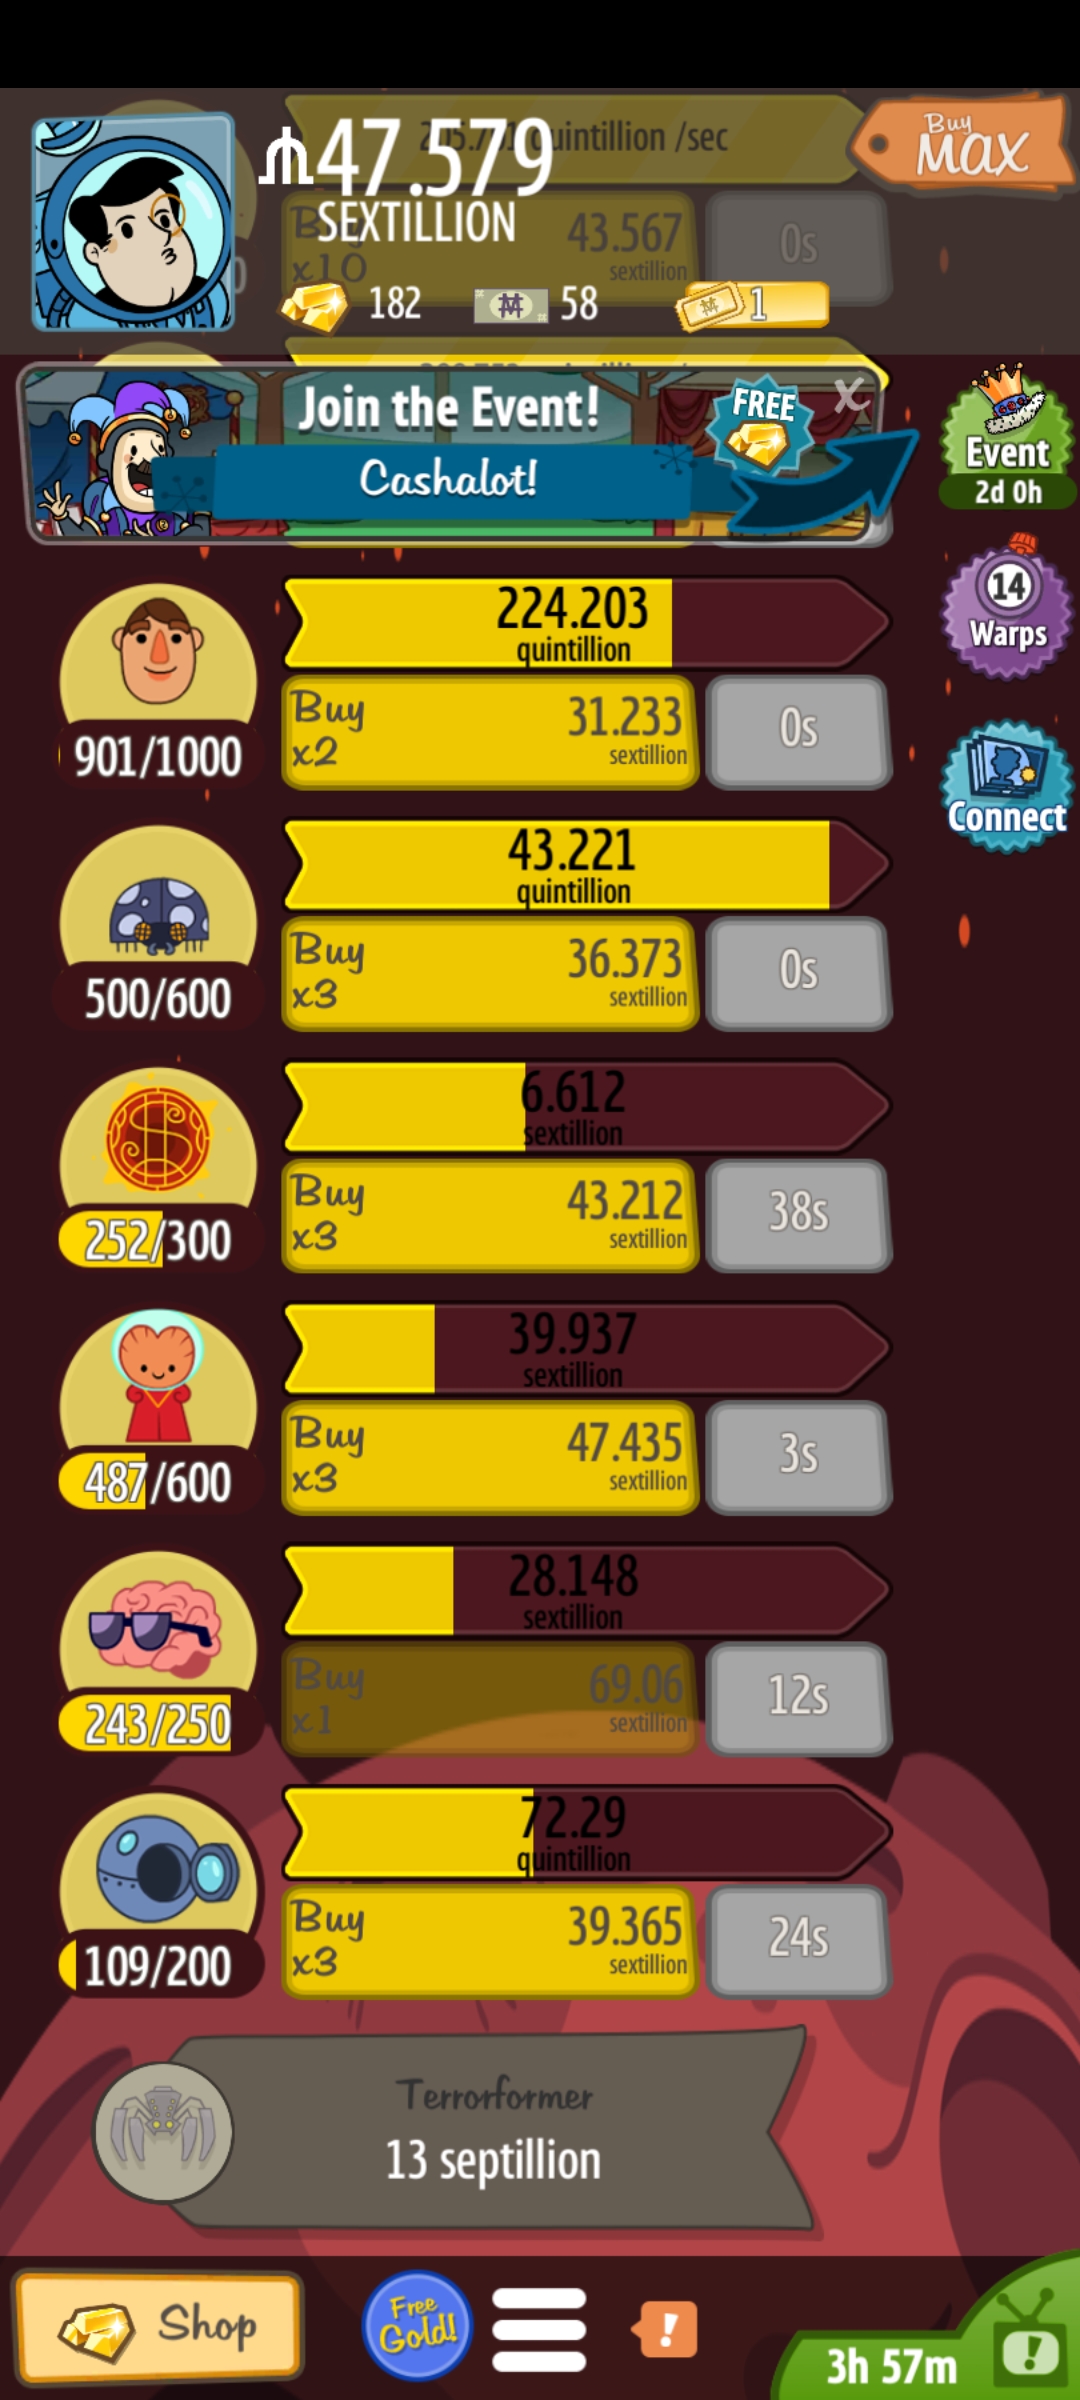 47.579
SEXTILLION
quintillion /sec
Buy
MAX
Buy
x10
43.567
sextillion
0s
182
58
1
Join the Event!
FREE
X
Cashalot!
Event
2d 0h
14
Warps
Connect
224.203
quintillion
901/1000
Buy
x2
31.233
sextillion
0s
43.221
quintillion
500/600
Buy
x3
36.373
sextillion
0s
6.612
sextillion
252/300
Buy
x3
43.212
sextillion
38s
39.937
sextillion
487/600
Buy
x3
47.435
sextillion
3s
28.148
sextillion
243/250
Buy
x1
69.06
sextillion
12s
72.29
quintillion
109/200
Buy
x3
39.365
sextillion
24s
Terrorformer
13 septillion
Shop
Free
Gold!
!
3h 57m
!